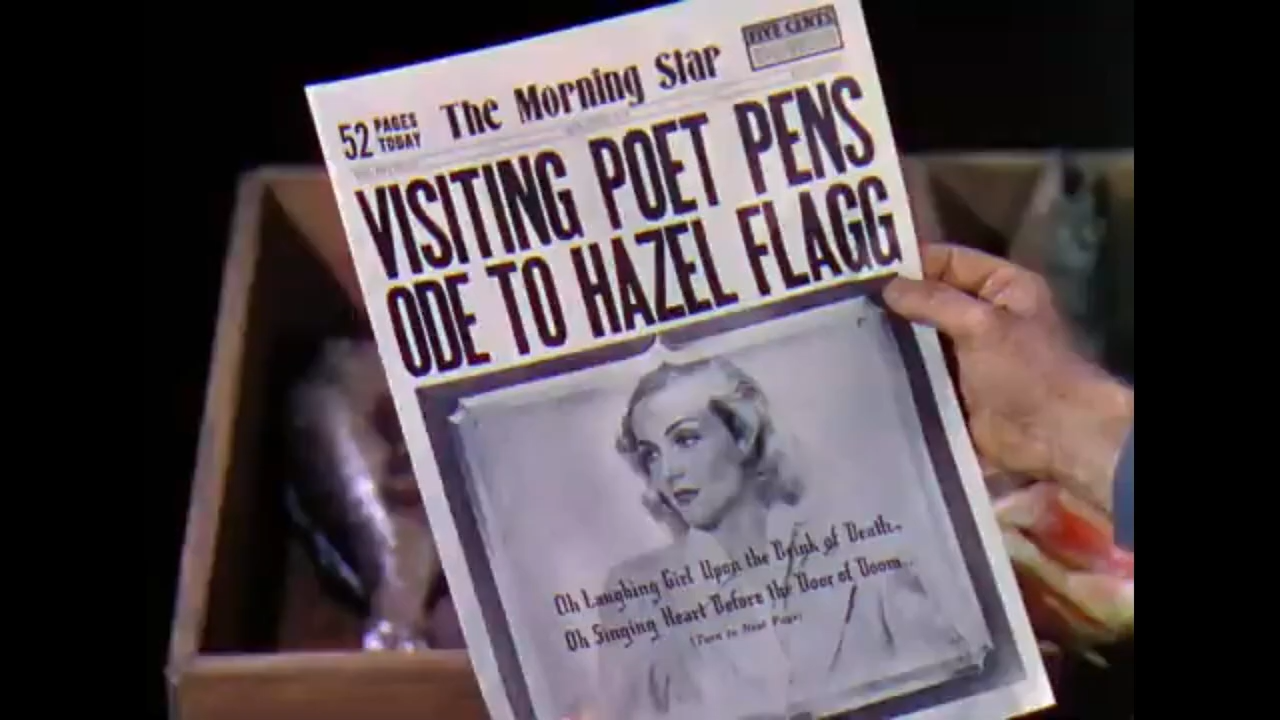 FIVE CENTS
52 PAGES TODAY
The Morning Star
VISITING POET PENS
ODE TO HAZEL FLAGG
Oh Laughing Girl Upon the Brink of Death..
Oh Singing Heart Before the Door of Doom...
(Turn to Next Page)